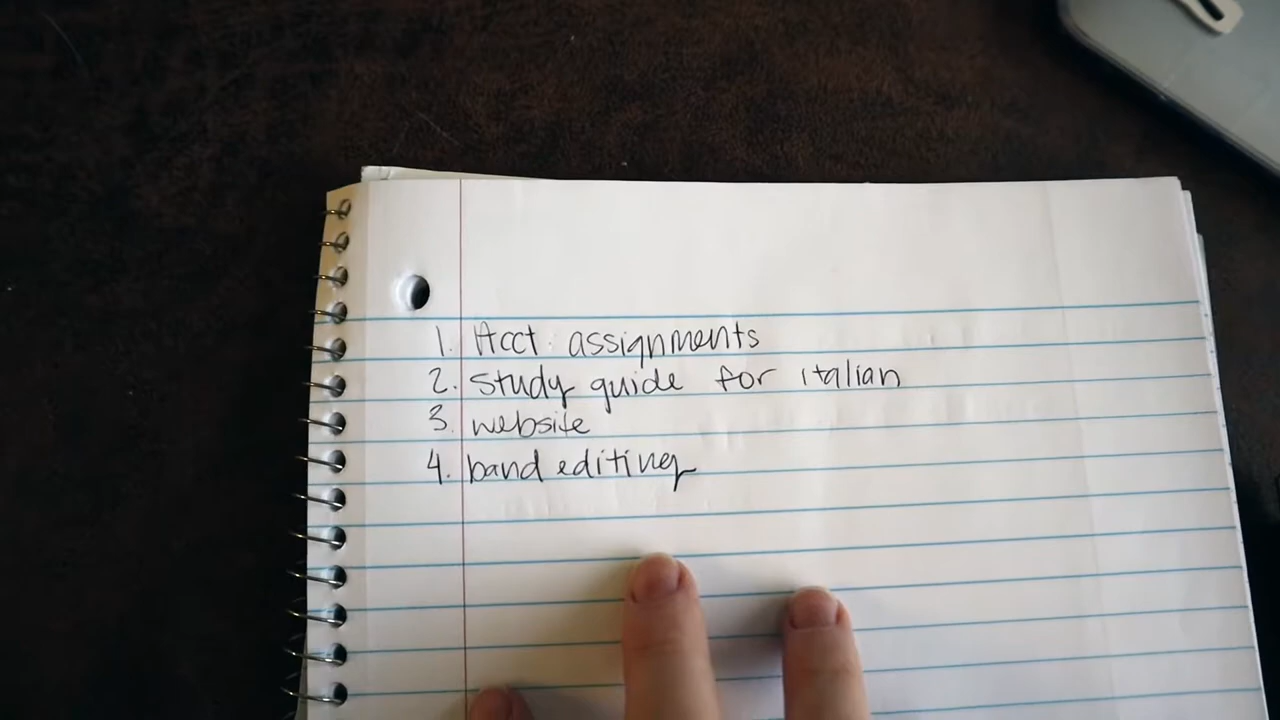 1. Acct. assignments
2. study guide for italian
3. website
4. band editing